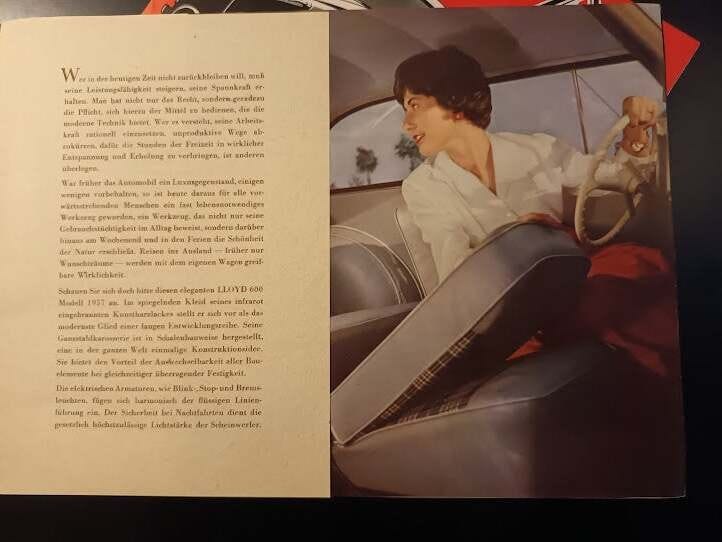 Wer in der heutigen Zeit nicht zurückbleiben will, muß
seine Leistungsfähigkeit steigern, seine Spannkraft er-
halten. Man hat nicht nur das Recht, sondern geradezu
die Pflicht, sich hierzu der Mittel zu bedienen, die die
moderne Technik bietet. Wer es versteht, seine Arbeits-
kraft rationell einzusetzen, unproduktive Wege ab-
zukürzen, dafür die Stunden der Freizeit in wirklicher
Entspannung und Erholung zu verbringen, ist anderen
überlegen.
War früher das Automobil ein Luxusgegenstand, einigen
wenigen vorbehalten, so ist heute daraus für alle vor-
wärtsstrebenden Menschen ein fast lebensnotwendiges
Werkzeug geworden, ein Werkzeug, das nicht nur seine
Gebrauchstüchtigkeit im Alltag beweist, sondern darüber
hinaus am Wochenend und in den Ferien die Schönheit
der Natur erschließt. Reisen ins Ausland — früher nur
Wunschträume — werden mit dem eigenen Wagen greif-
bare Wirklichkeit.
Schauen Sie sich doch bitte diesen eleganten LLOYD 600
Modell 1957 an. Im spiegelnden Kleid seines infrarot
eingebrannten Kunstharzlackes stellt er sich vor als das
modernste Glied einer langen Entwicklungsreihe. Seine
Ganzstahlkarosserie ist in Schalenbauweise hergestellt,
eine in der ganzen Welt einmalige Konstruktionsidee.
Sie bietet den Vorteil der Auswechselbarkeit aller Bau-
elemente bei gleichzeitiger überragender Festigkeit.
Die elektrischen Armaturen, wie Blink-, Stop- und Brems-
leuchten, fügen sich harmonisch der flüssigen Linien-
führung ein. Der Sicherheit bei Nachtfahrten dient die
gesetzlich höchstzulässige Lichtstärke der Scheinwerfer.